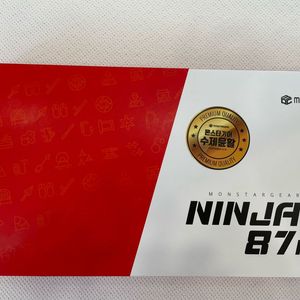 PREMIUM QUALITY
몬스타기어
수제윤활
PREMIUM QUALITY
MONSTARGEAR
NINJA
87